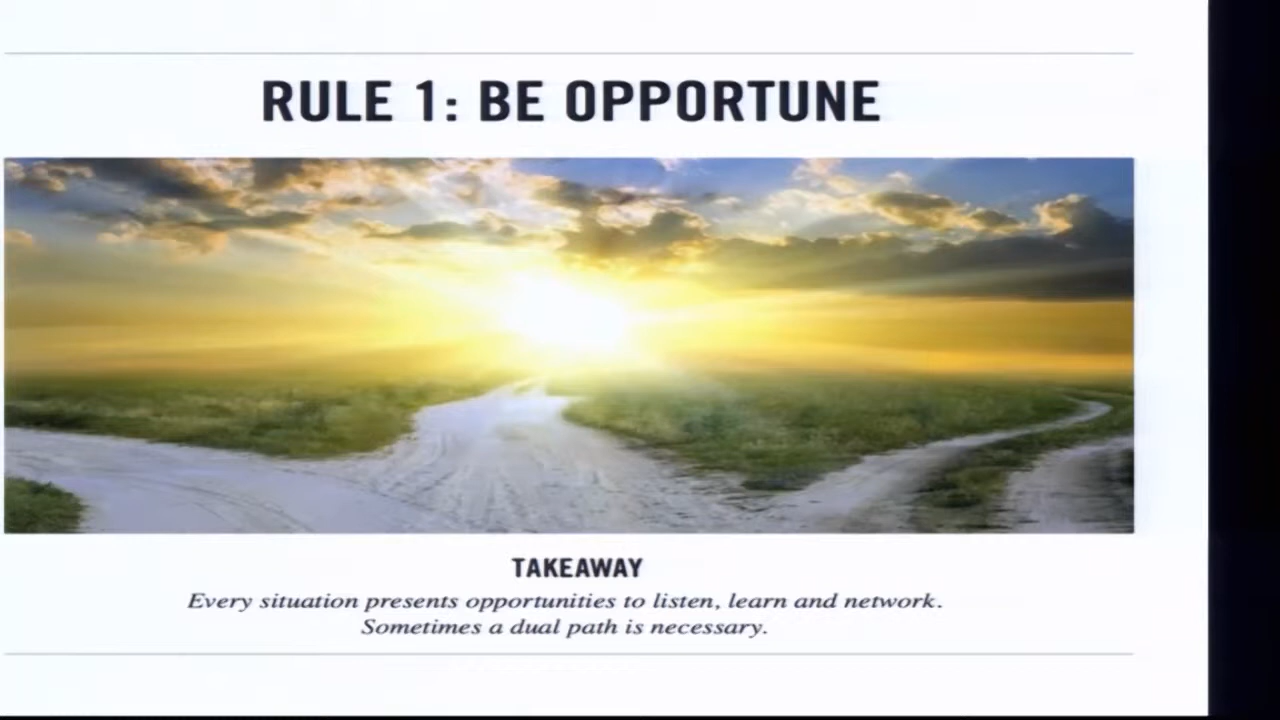 RULE 1: BE OPPORTUNE
TAKEAWAY
Every situation presents opportunities to listen, learn and network.
Sometimes a dual path is necessary.